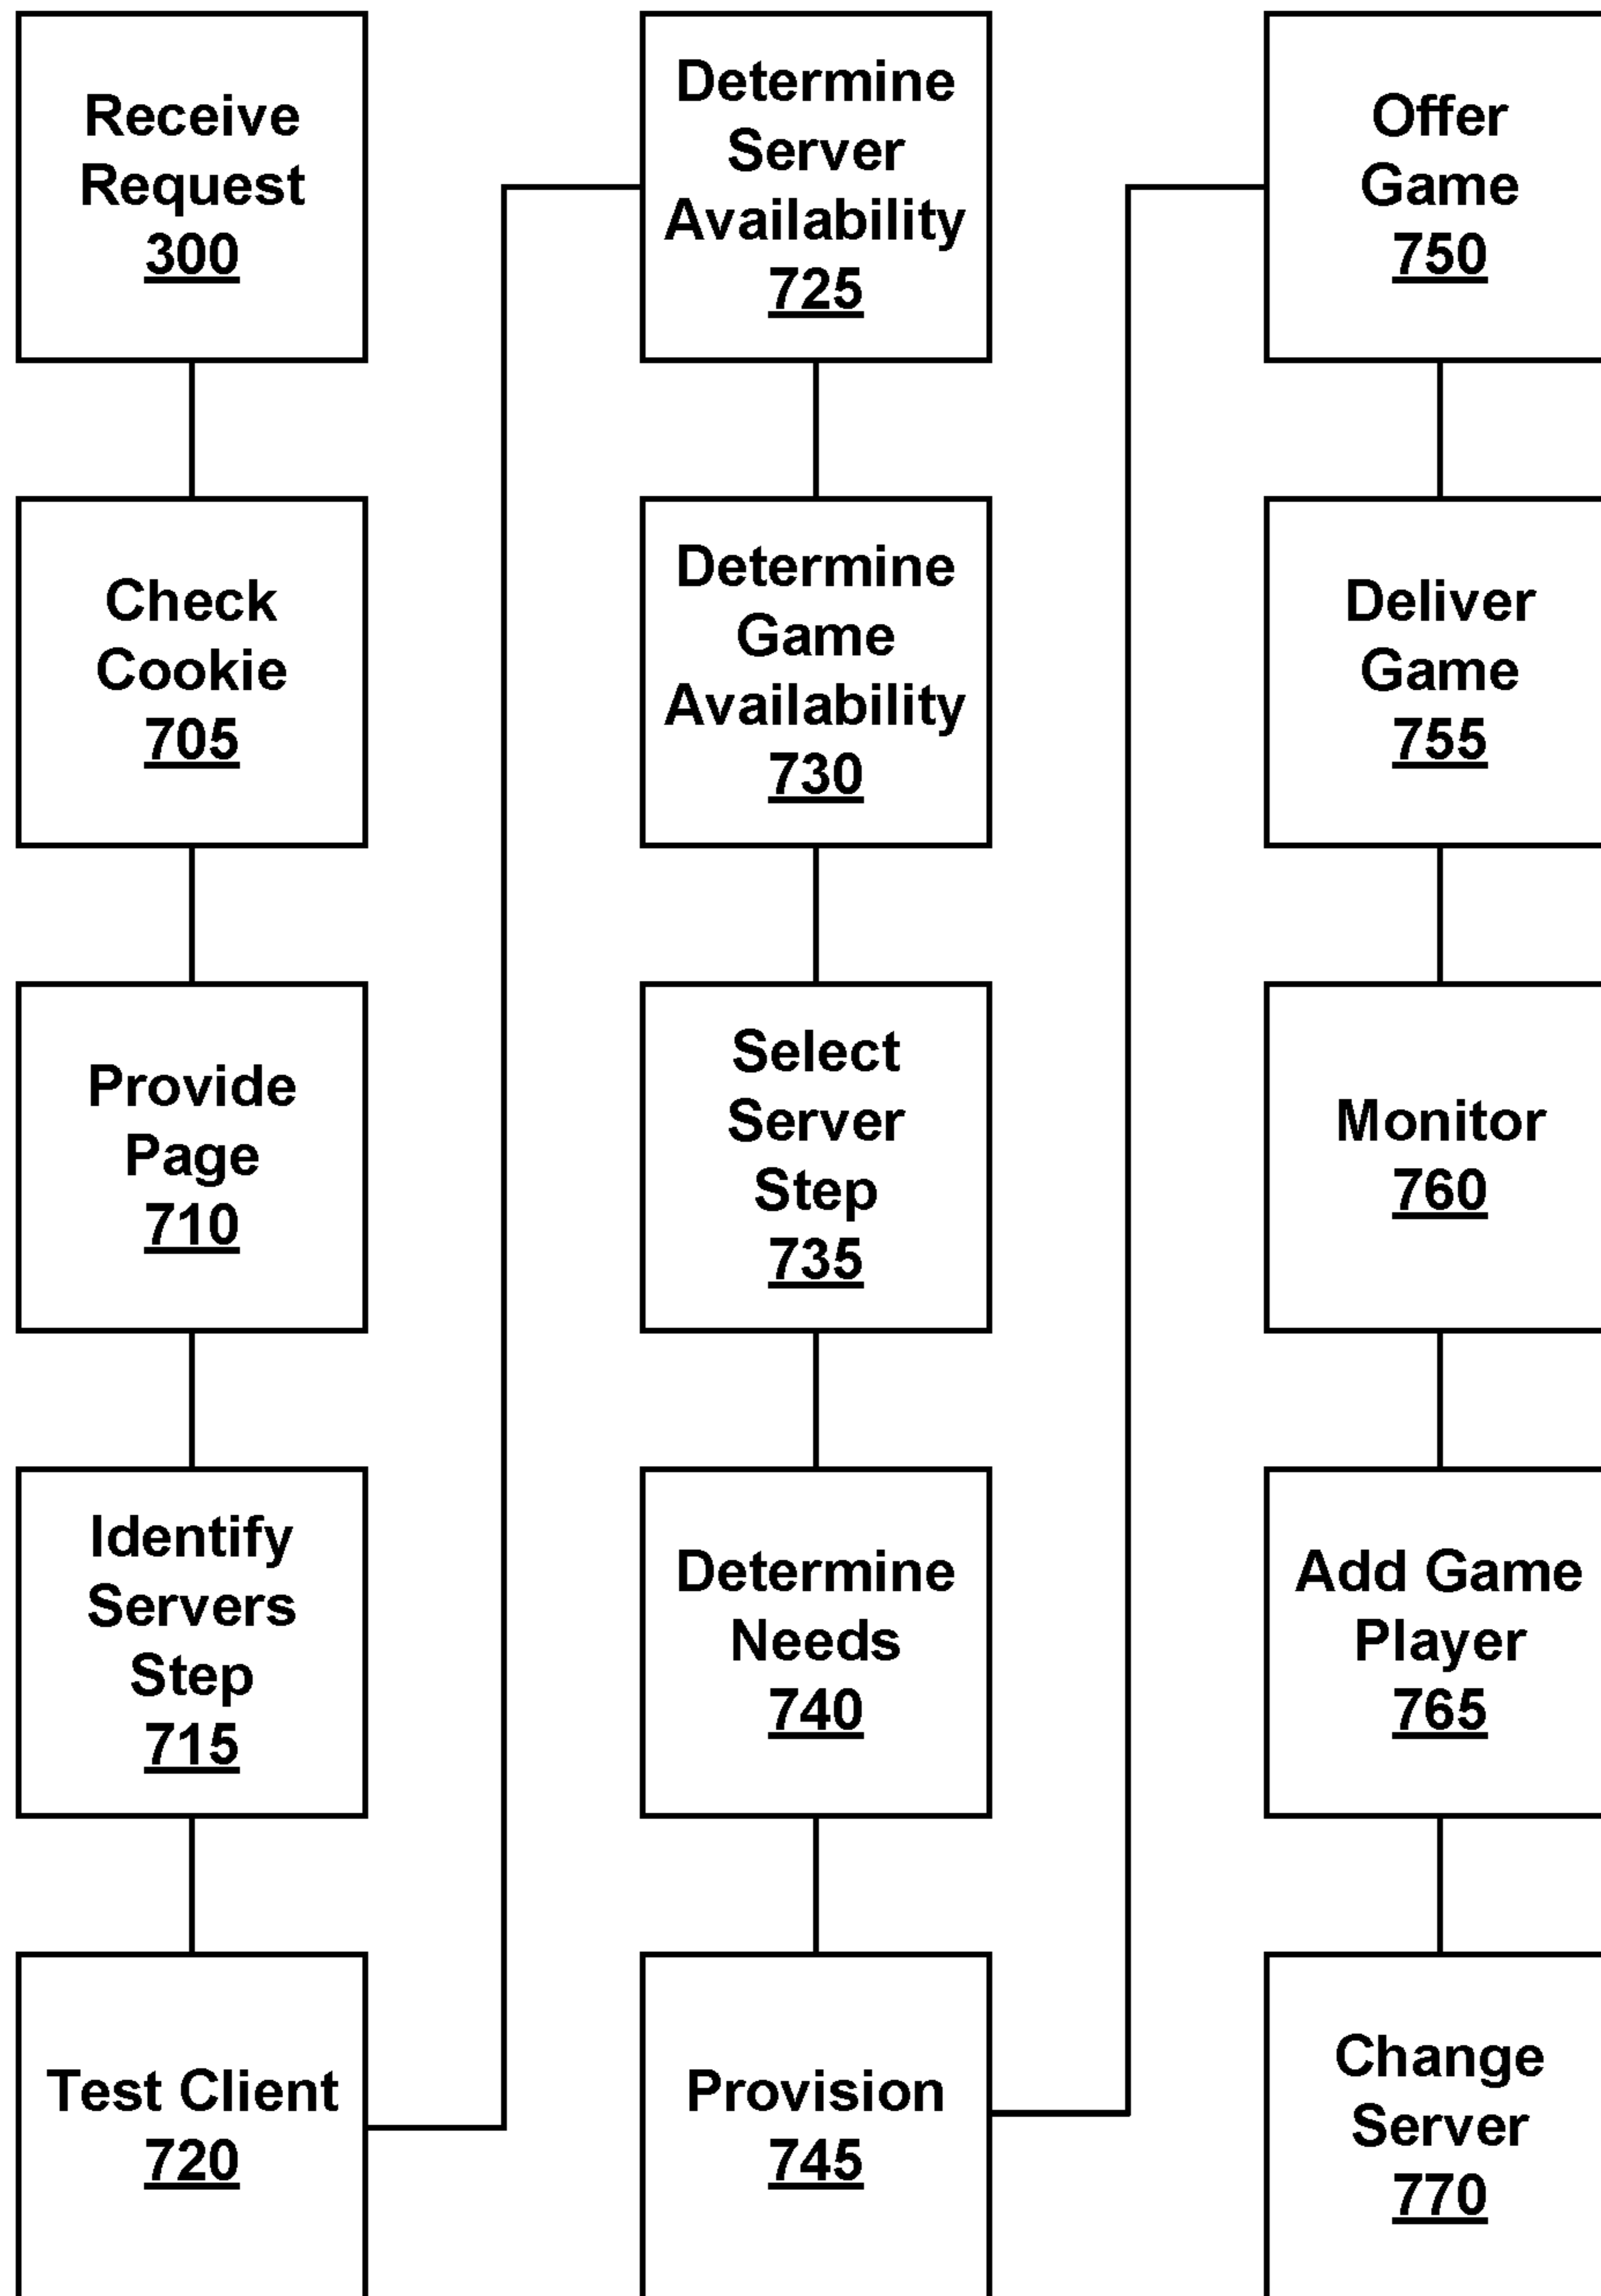 Receive
Request
300
Check
Cookie
705
Provide
Page
710
Identify
Servers
Step
715
Test Client
720
Determine
Server
Availability
725
Determine
Game
Availability
730
Select
Server
Step
735
Determine
Needs
740
Provision
745
Offer
Game
750
Deliver
Game
755
Monitor
760
Add Game
Player
765
Change
Server
770